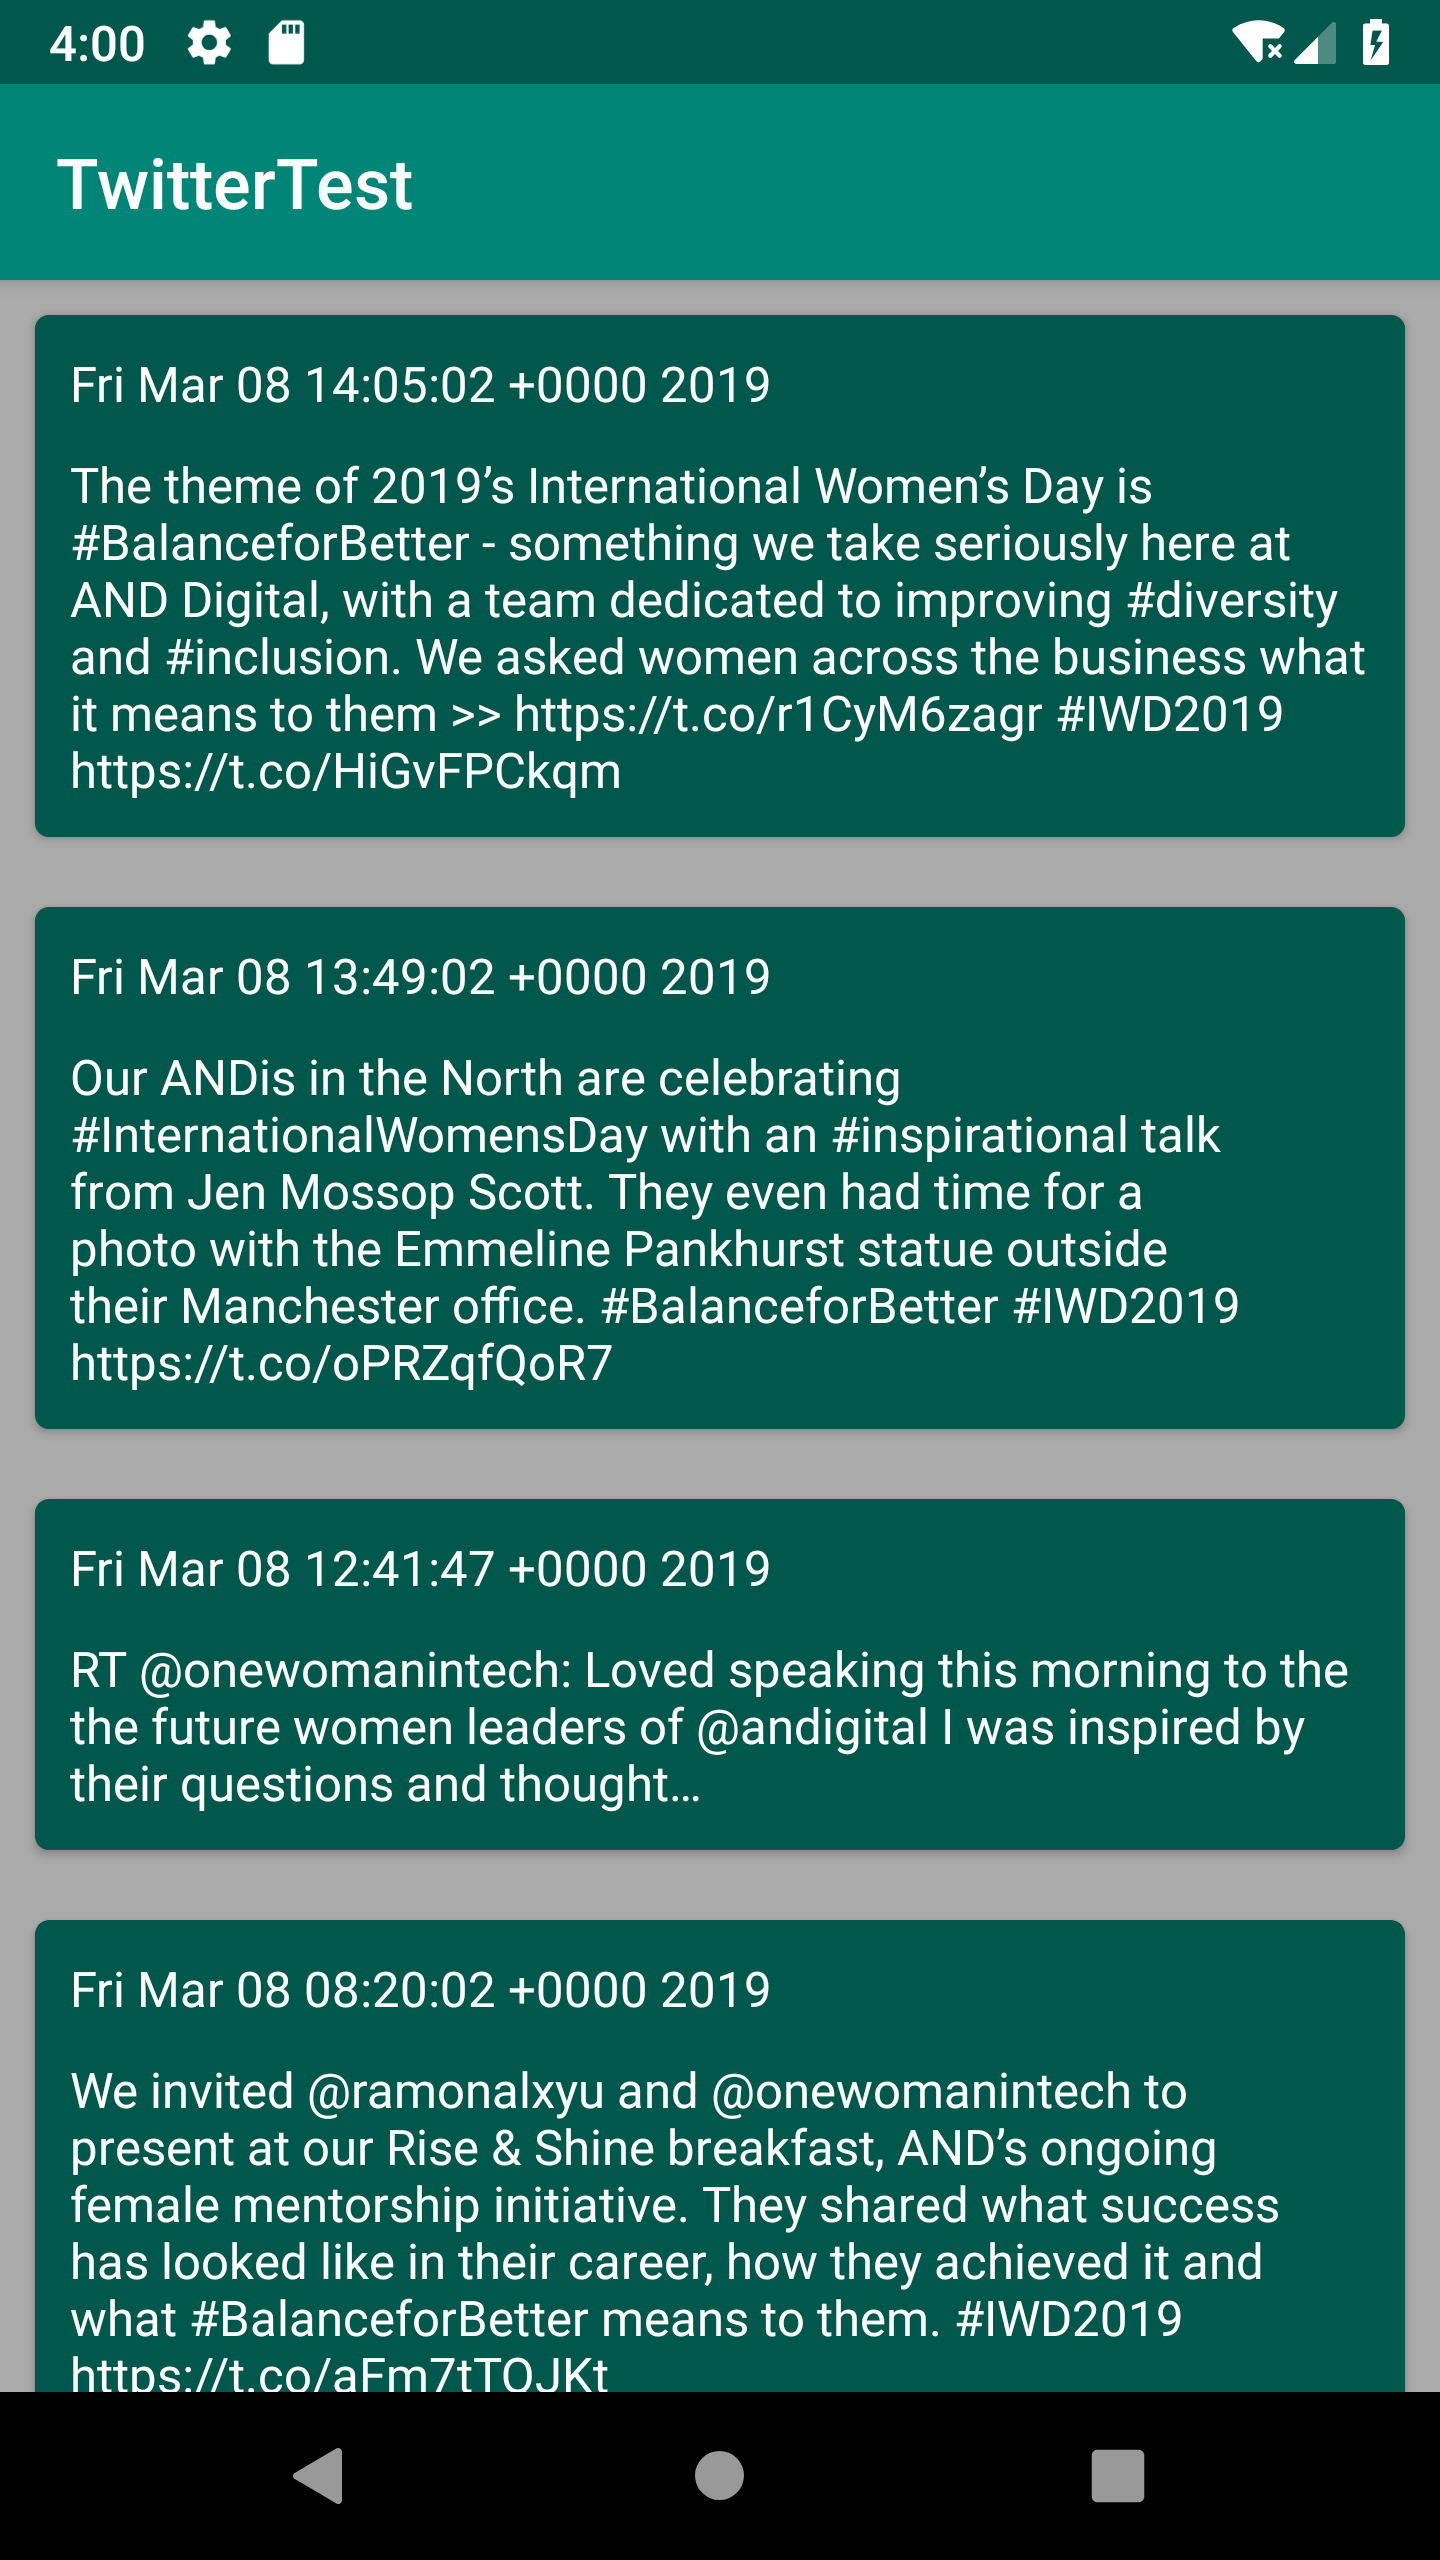 4:00
TwitterTest
Fri Mar 08 14:05:02 +0000 2019
The theme of 2019’s International Women’s Day is
#BalanceforBetter - something we take seriously here at
AND Digital, with a team dedicated to improving #diversity
and #inclusion. We asked women across the business what
it means to them >> https://t.co/r1CyM6zagr #IWD2019
https://t.co/HiGvFPCkqm
Fri Mar 08 13:49:02 +0000 2019
Our ANDis in the North are celebrating
#InternationalWomensDay with an #inspirational talk
from Jen Mossop Scott. They even had time for a
photo with the Emmeline Pankhurst statue outside
their Manchester office. #BalanceforBetter #IWD2019
https://t.co/oPRZqfQoR7
Fri Mar 08 12:41:47 +0000 2019
RT @onewomanintech: Loved speaking this morning to the
the future women leaders of @andigital I was inspired by
their questions and thought…
Fri Mar 08 08:20:02 +0000 2019
We invited @ramonalxyu and @onewomanintech to
present at our Rise & Shine breakfast, AND’s ongoing
female mentorship initiative. They shared what success
has looked like in their career, how they achieved it and
what #BalanceforBetter means to them. #IWD2019
https://t.co/aFm7tTQJKt